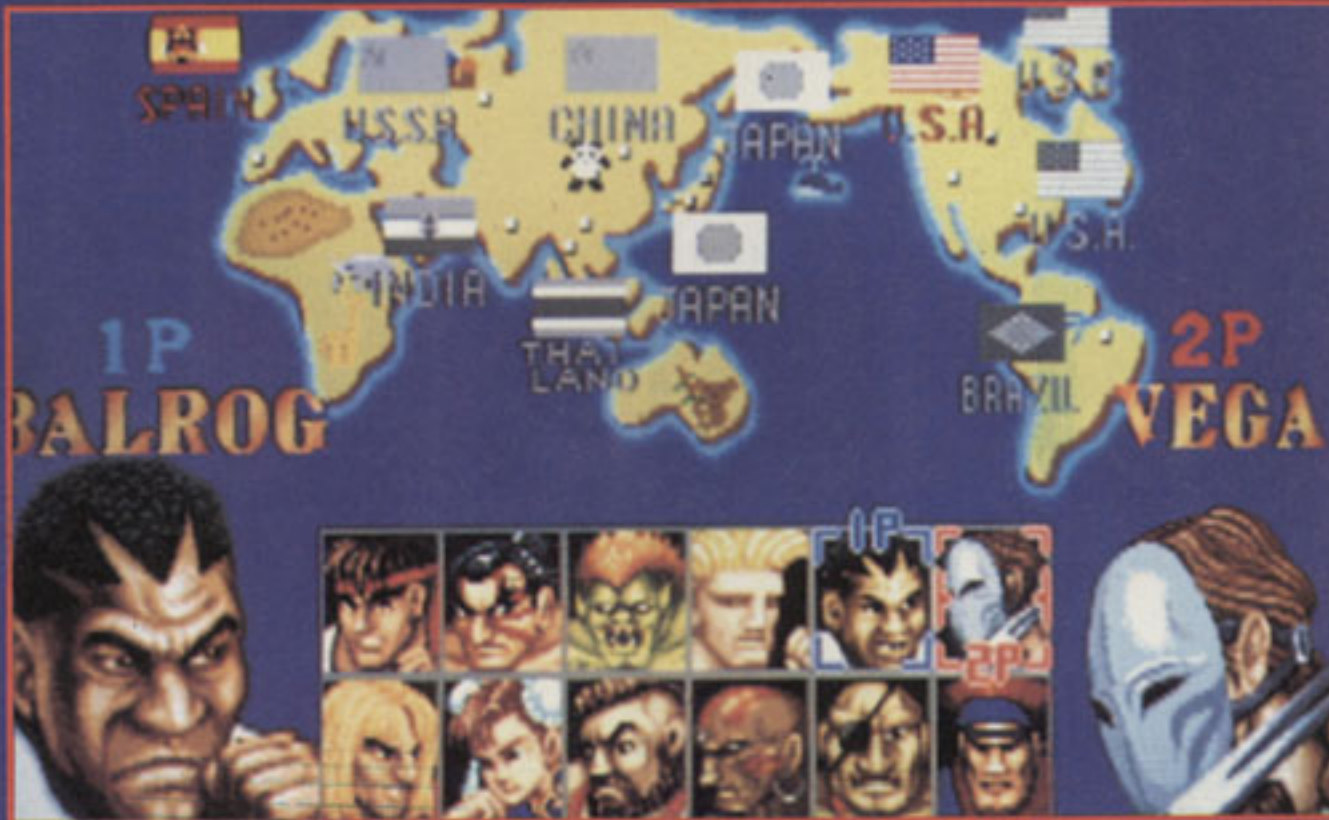 SPAIN
U.S.S.R
CHINA
JAPAN
U.S.A.
U.S.A
U.S.A.
INDIA
JAPAN
THAI
LAND
BRAZIL
1P
BALROG
2P
VEGA
1P
2P